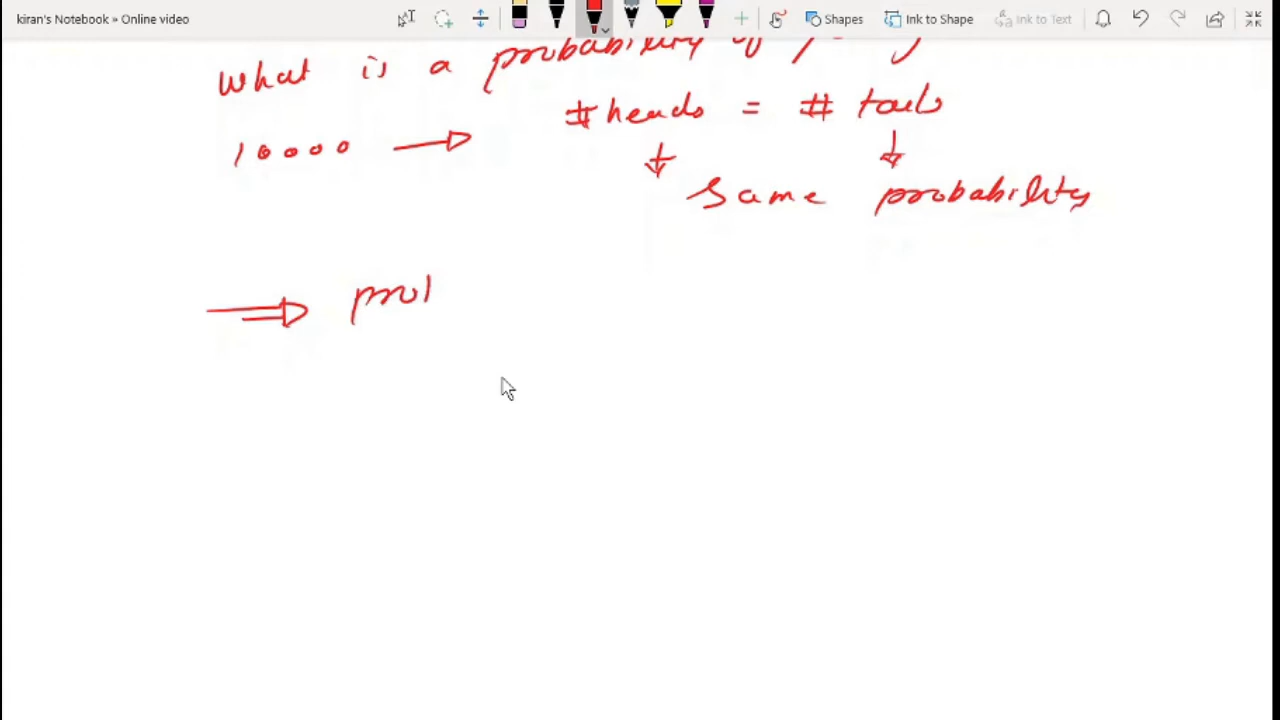 kiran's Notebook » Online video
Shapes
Ink to Shape
Ink to Text
What is a probability of
#heads = # tails
10000
Same probability
prol